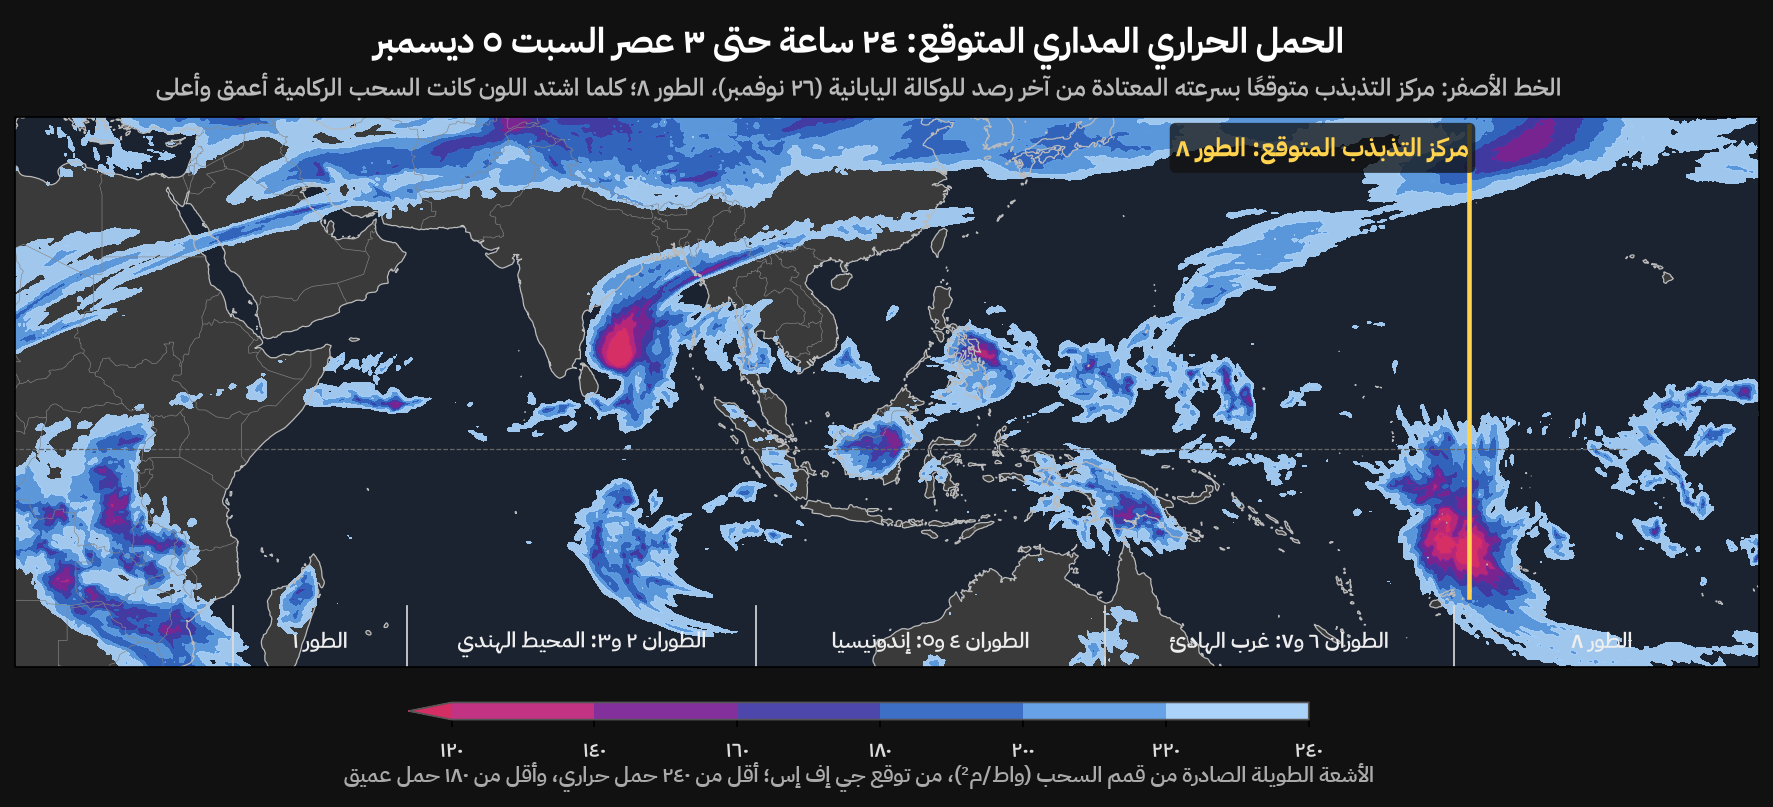 الحمل الحراري المداري المتوقع: ٢٤ ساعة حتى ٣ عصر السبت ٥ ديسمبر
الخط الأصفر: مركز التذبذب متوقعًا بسرعته المعتادة من آخر رصد للوكالة اليابانية (٢٦ نوفمبر)، الطور ٨؛ كلما اشتد اللون كانت السحب الركامية أعمق وأعلى
مركز التذبذب المتوقع: الطور ٨
الطور ١
الطوران ٢ و٣: المحيط الهندي
الطوران ٤ و٥: إندونيسيا
الطوران ٦ و٧: غرب الهادئ
الطور ٨
١٢٠ ١٤٠ ١٦٠ ١٨٠ ٢٠٠ ٢٢٠ ٢٤٠
الأشعة الطويلة الصادرة من قمم السحب (واط/م²)، من توقع جي إف إس؛ أقل من ٢٤٠ حمل حراري، وأقل من ١٨٠ حمل عميق